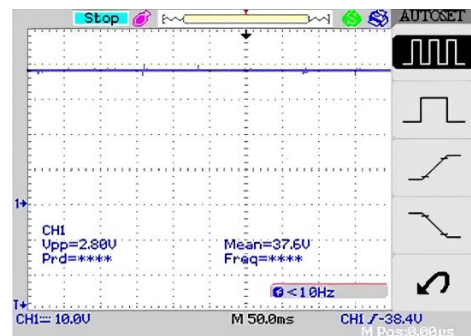 Stop
AUTOSET
1
CH1
Vpp=2.80V Mean=37.6V
Prd=**** Freq=****
<10Hz
T
CH1 10.0V M 50.0ms CH1 -38.4V
M Pos:0.00us